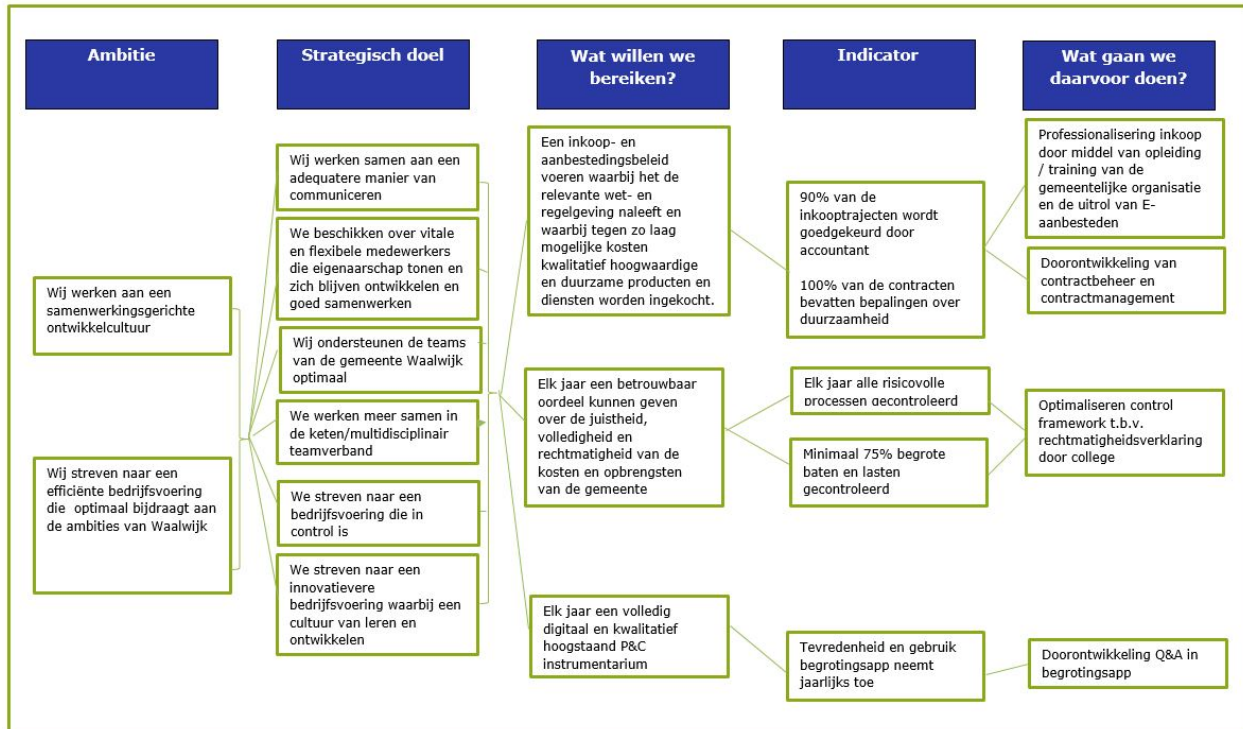 Ambitie
Strategisch doel
Wat willen we
bereiken?
Indicator
Wat gaan we
daarvoor doen?
Wij werken aan een
samenwerkingsgerichte
ontwikkelcultuur
Wij streven naar een
efficiënte bedrijfsvoering
die optimaal bijdraagt aan
de ambities van Waalwijk
Wij werken samen aan een
adequatere manier van
communiceren
We beschikken over vitale
en flexibele medewerkers
die eigenaarschap tonen en
zich blijven ontwikkelen en
goed samenwerken
Wij ondersteunen de teams
van de gemeente Waalwijk
optimaal
We werken meer samen in
de keten/multidisciplinair
teamverband
We streven naar een
bedrijfsvoering die in
control is
We streven naar een
innovatievere
bedrijfsvoering waarbij een
cultuur van leren en
ontwikkelen
Een inkoop- en
aanbestedingsbeleid
voeren waarbij het de
relevante wet- en
regelgeving naleeft en
waarbij tegen zo laag
mogelijke kosten
kwalitatief hoogwaardige
en duurzame producten en
diensten worden ingekocht.
Elk jaar een betrouwbaar
oordeel kunnen geven
over de juistheid,
volledigheid en
rechtmatigheid van de
kosten en opbrengsten
van de gemeente
Elk jaar een volledig
digitaal en kwalitatief
hoogstaand P&C
instrumentarium
90% van de
inkooptrajecten wordt
goedgekeurd door
accountant
100% van de contracten
bevatten bepalingen over
duurzaamheid
Elk jaar alle risicovolle
processen gecontroleerd
Minimaal 75% begrote
baten en lasten
gecontroleerd
Tevredenheid en gebruik
begrotingsapp neemt
jaarlijks toe
Professionalisering inkoop
door middel van opleiding
/ training van de
gemeentelijke organisatie
en de uitrol van E-
aanbesteden
Doorontwikkeling van
contractbeheer en
contractmanagement
Optimaliseren control
framework t.b.v.
rechtmatigheidsverklaring
door college
Doorontwikkeling Q&A in
begrotingsapp